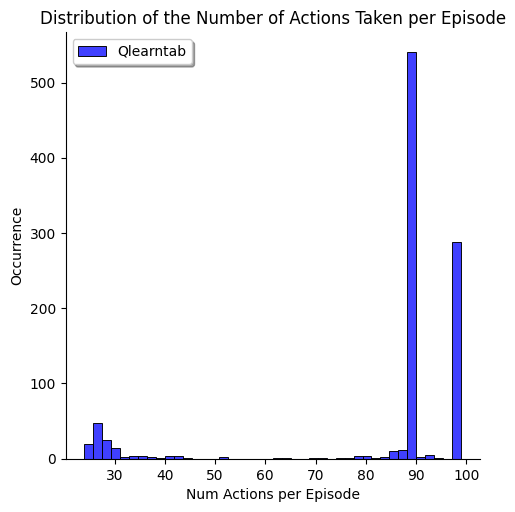 Distribution of the Number of Actions Taken per Episode
Qlearntab
500
400
300
200
100
0
Occurrence
30 40 50 60 70 80 90 100
Num Actions per Episode